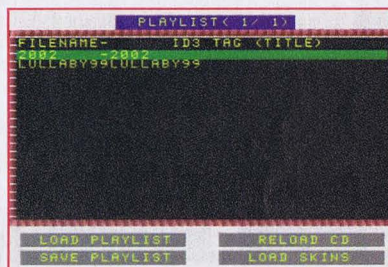 PLAYLIST( 1/ 1)
FILENAME- ID3 TAG (TITLE)
2002 -2002
LULLABY99LULLABY99
LOAD PLAYLIST RELOAD CD
SAVE PLAYLIST LOAD SKINS